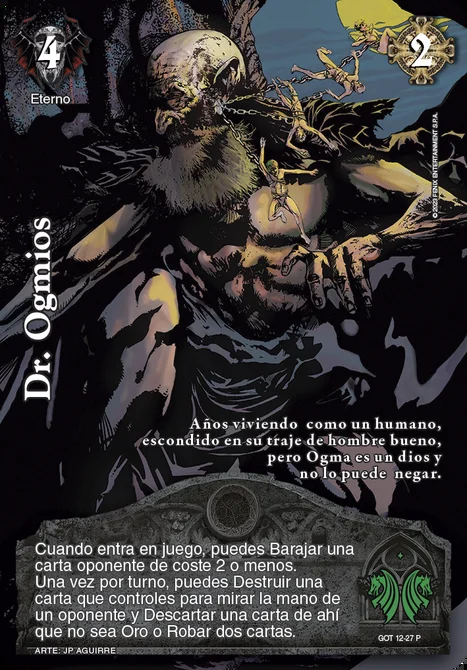 4
2
Eterno
© 2023 FENIX ENTERTAINMENT S.P.A.
Dr. Ogmios
Años viviendo como un humano,
escondido en su traje de hombre bueno,
pero Ogma es un dios y
no lo puede negar.
Cuando entra en juego, puedes Barajar una
carta oponente de coste 2 o menos.
Una vez por turno, puedes Destruir una
carta que controles para mirar la mano de
un oponente y Descartar una carta de ahí
que no sea Oro o Robar dos cartas.
GOT 12-27 P
ARTE: JP AGUIRRE